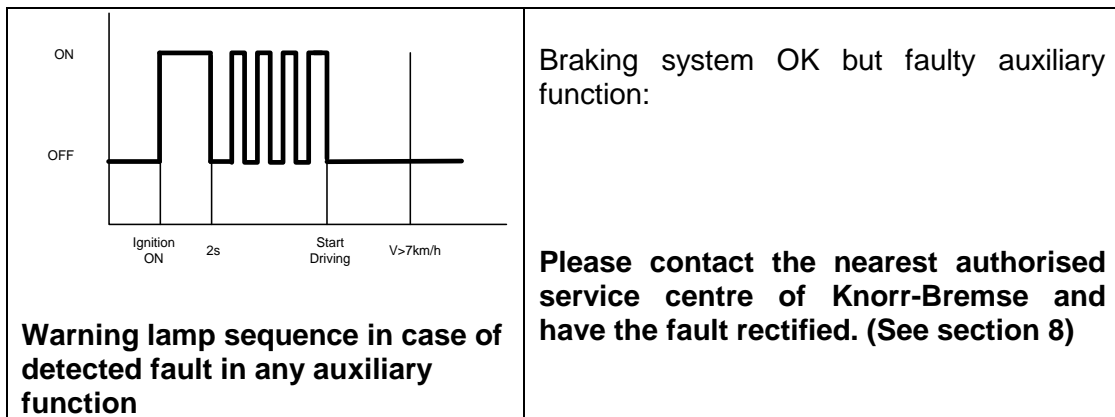 ON
OFF
Ignition
ON
2s
Start
Driving
V>7km/h
Warning lamp sequence in case of
detected fault in any auxiliary
function
Braking system OK but faulty auxiliary
function:
Please contact the nearest authorised
service centre of Knorr-Bremse and
have the fault rectified. (See section 8)